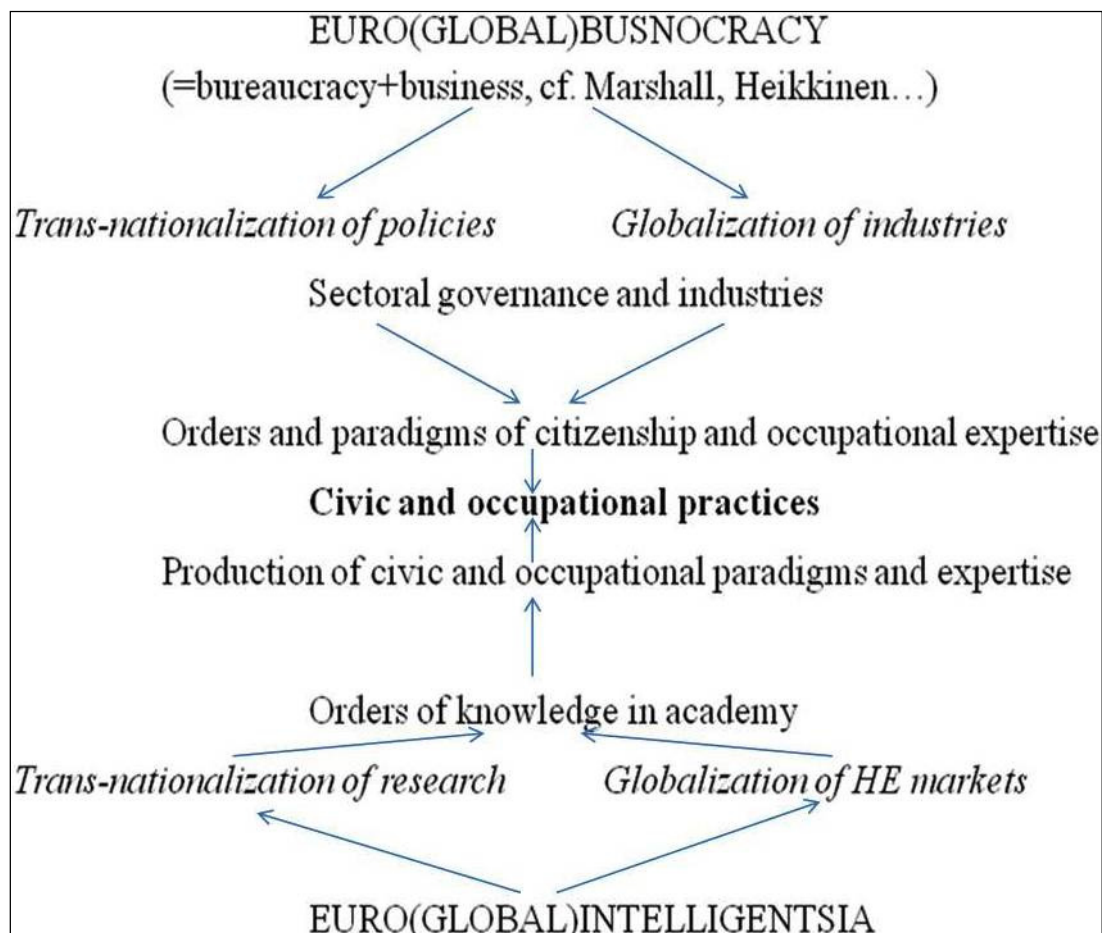 EURO(GLOBAL)BUSNOCRACY
(=bureaucracy+business, cf. Marshall, Heikkinen…)
Trans-nationalization of policies
Globalization of industries
Sectoral governance and industries
Orders and paradigms of citizenship and occupational expertise
Civic and occupational practices
Production of civic and occupational paradigms and expertise
Orders of knowledge in academy
Trans-nationalization of research
Globalization of HE markets
EURO(GLOBAL)INTELLIGENTSIA